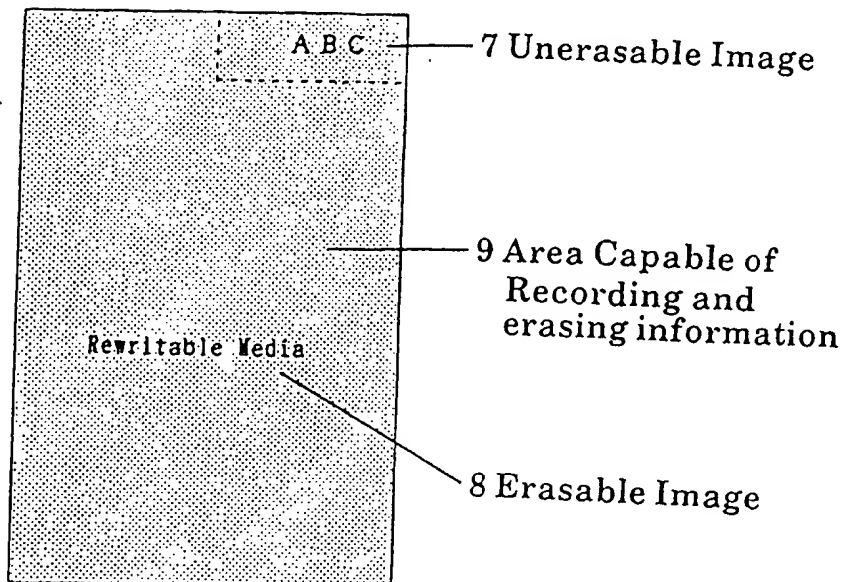 A B C
7 Unerasable Image
9 Area Capable of
Recording and
erasing information
Rewritable Media
8 Erasable Image